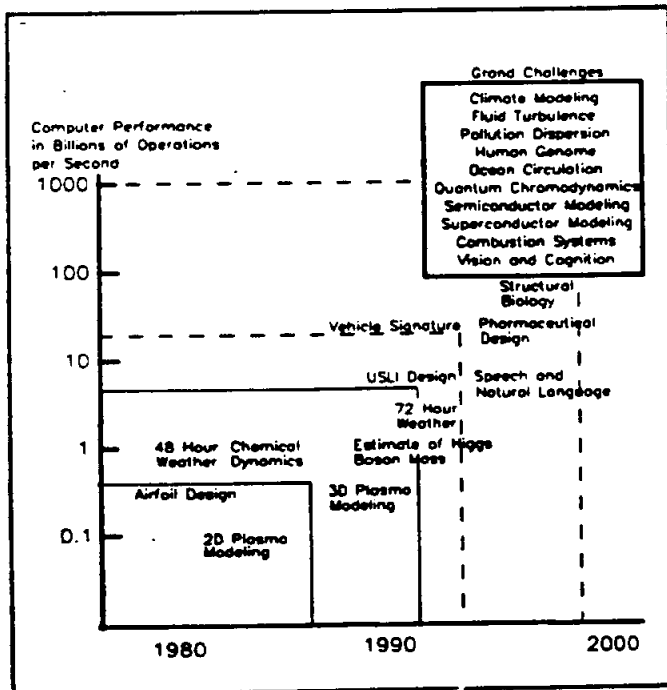 Grand Challenges
Climate Modeling
Fluid Turbulence
Pollution Dispersion
Human Genome
Ocean Circulation
Quantum Chromodynamics
Semiconductor Modeling
Superconductor Modeling
Combustion Systems
Vision and Cognition
Computer Performance
in Billions of Operations
per Second
1000
100
10
1
0.1
Structural
Biology
Vehicle Signature
Pharmaceutical
Design
USLI Design
Speech and
Natural Language
72 Hour
Weather
48 Hour
Weather
Chemical
Dynamics
Estimate of Higgs
Boson Mass
Airfoil Design
3D Plasma
Modeling
2D Plasma
Modeling
1980
1990
2000